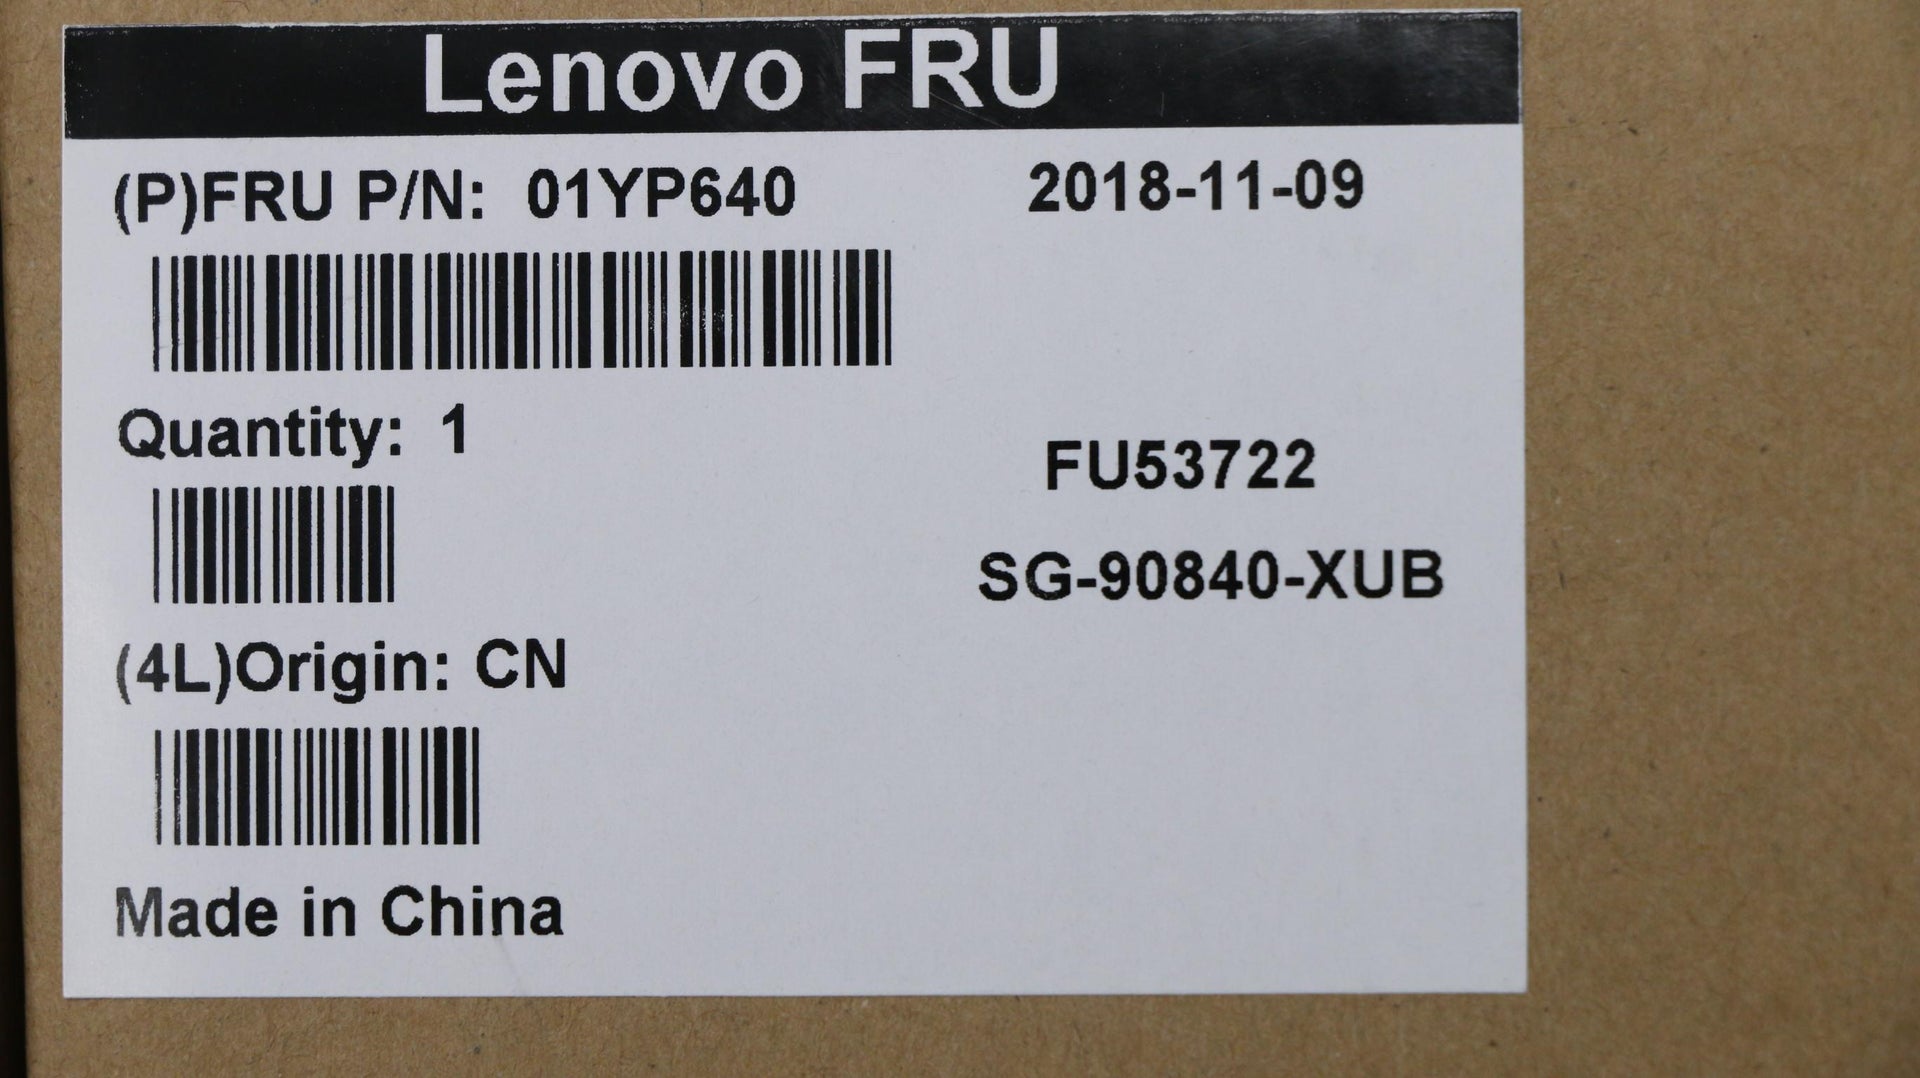 Lenovo FRU
(P)FRU P/N: 01YP640
2018-11-09
Quantity: 1
FU53722
SG-90840-XUB
(4L)Origin: CN
Made in China